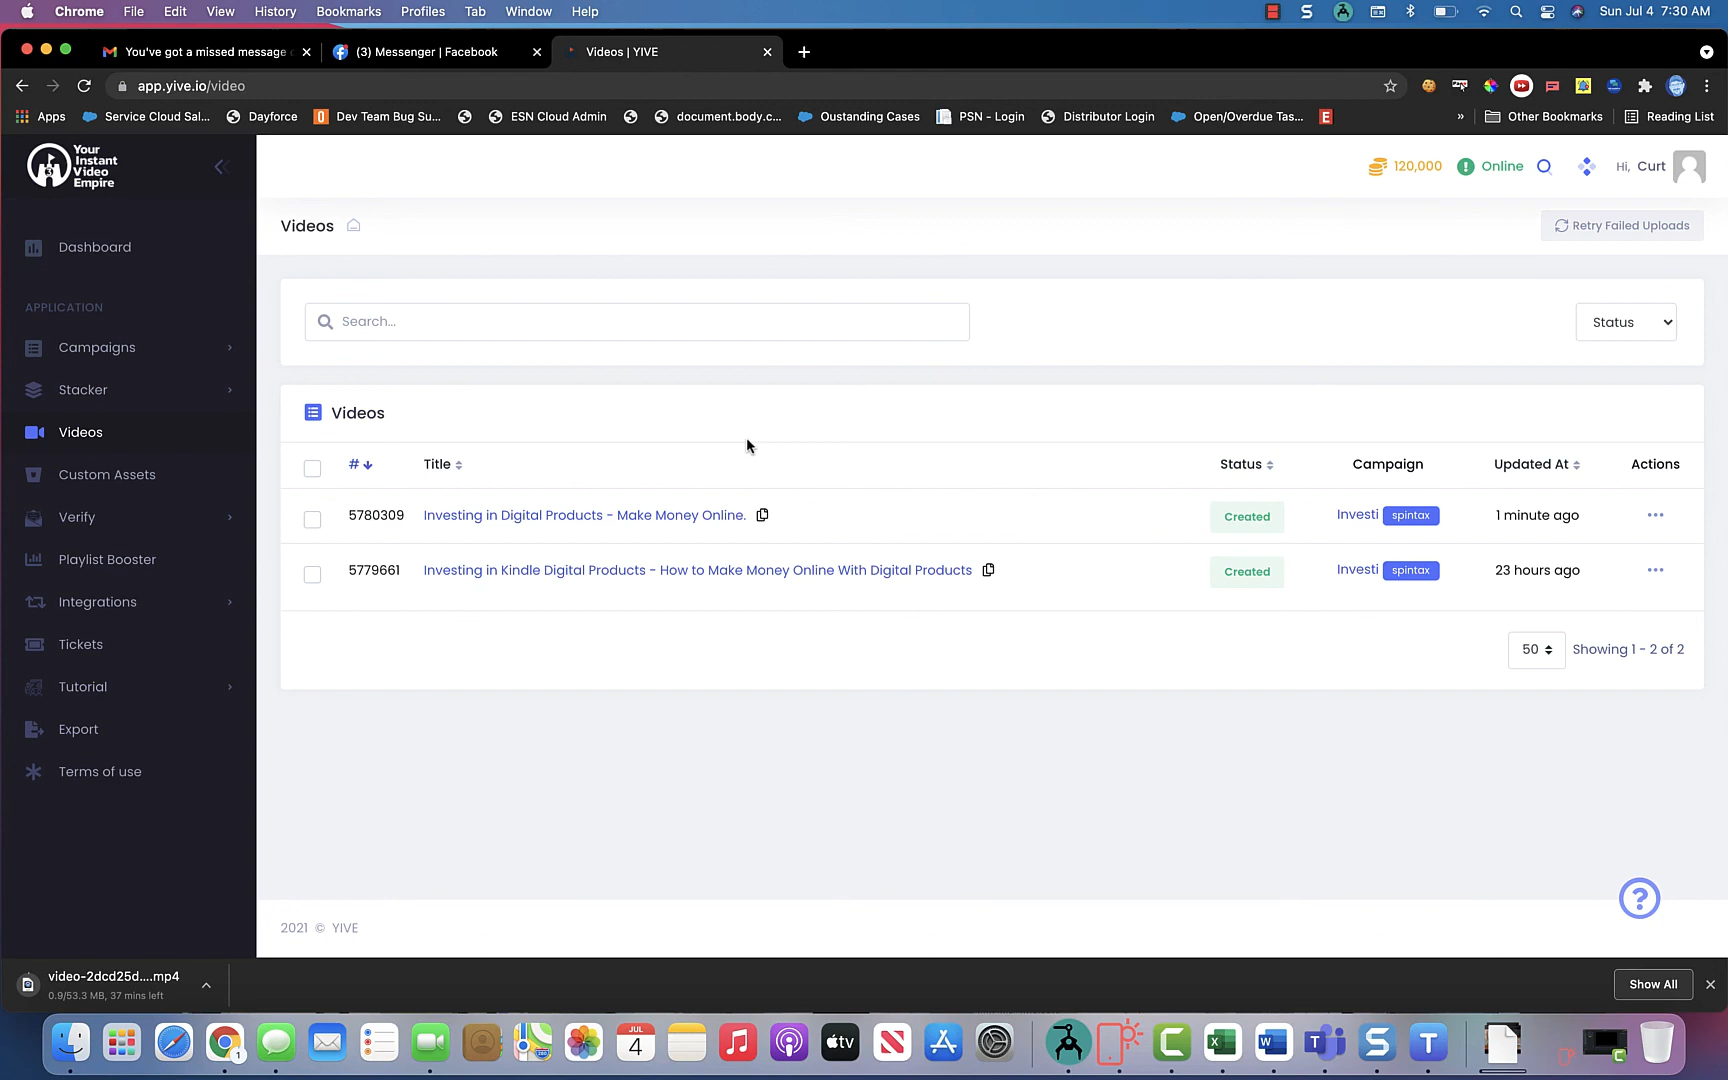 Chrome File Edit View History Bookmarks Profiles Tab Window Help Sun Jul 4 7:30 AM
You've got a missed message (3) Messenger | Facebook Videos | YIVE
app.yive.io/video
Apps Service Cloud Sal... Dayforce Dev Team Bug Su... ESN Cloud Admin document.body.c... Oustanding Cases PSN - Login Distributor Login Open/Overdue Tas... E » Other Bookmarks Reading List
Your
Instant
Video
Empire
120,000 Online Hi, Curt
Videos Retry Failed Uploads
Dashboard
APPLICATION
Campaigns
Stacker
Videos
Custom Assets
Verify
Playlist Booster
Integrations
Tickets
Tutorial
Export
Terms of use
Search... Status
Videos
# Title Status Campaign Updated At Actions
5780309 Investing in Digital Products - Make Money Online. Created Investi spintax 1 minute ago
5779661 Investing in Kindle Digital Products - How to Make Money Online With Digital Products Created Investi spintax 23 hours ago
50 Showing 1 - 2 of 2
2021 © YIVE
video-2dcd25d....mp4
0.9/53.3 MB, 37 mins left
Show All
1 JUL 4 tv X W T S T